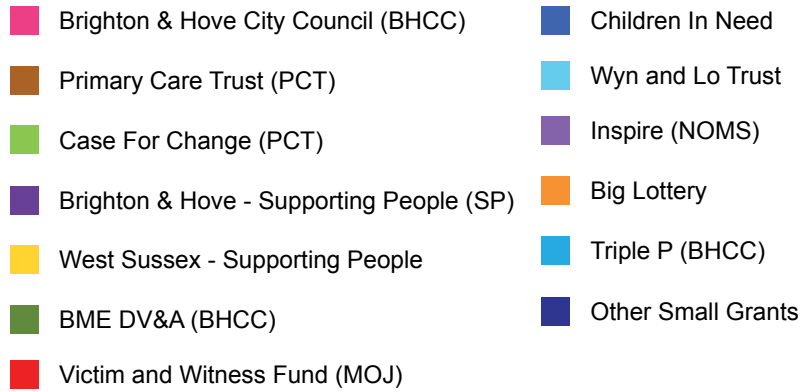 Brighton & Hove City Council (BHCC)
Primary Care Trust (PCT)
Case For Change (PCT)
Brighton & Hove - Supporting People (SP)
West Sussex - Supporting People
BME DV&A (BHCC)
Victim and Witness Fund (MOJ)
Children In Need
Wyn and Lo Trust
Inspire (NOMS)
Big Lottery
Triple P (BHCC)
Other Small Grants